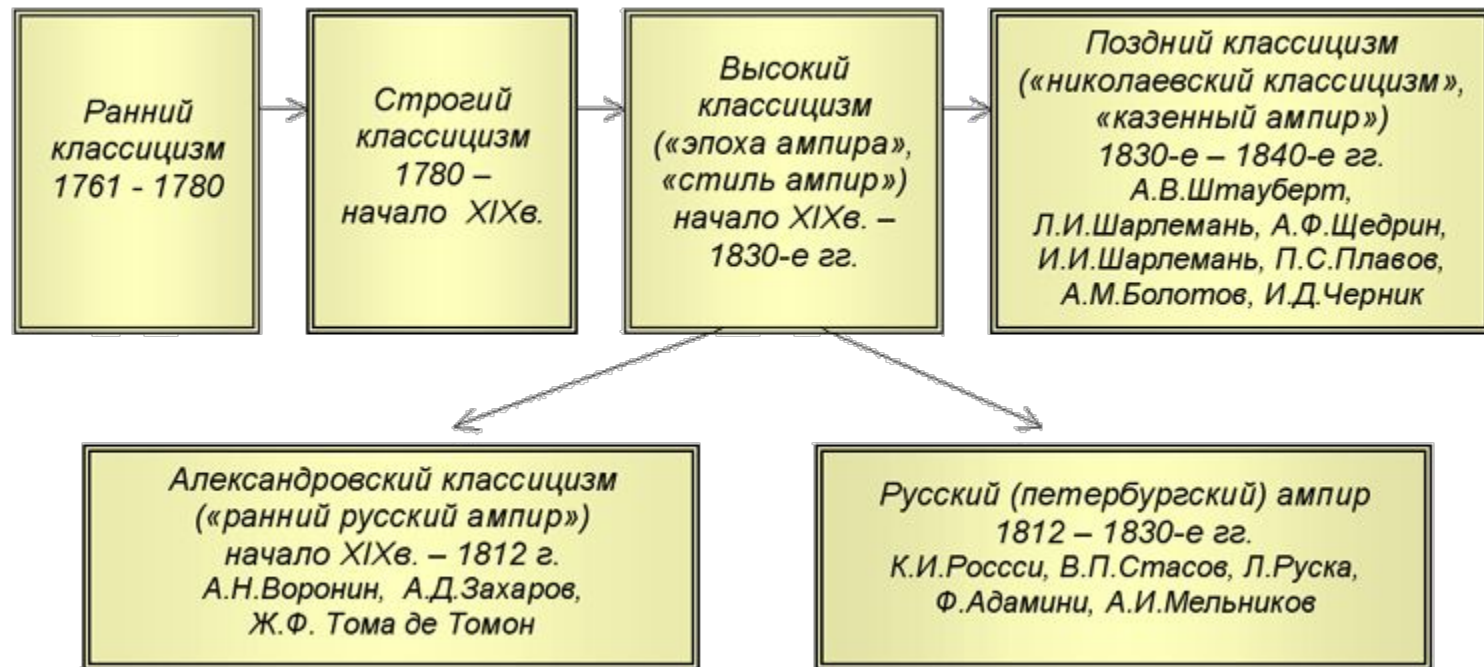 Ранний
классицизм
1761 - 1780
Строгий
классицизм
1780 –
начало XIXв.
Высокий
классицизм
(«эпоха ампира»,
«стиль ампир»)
начало XIXв. –
1830-е гг.
Поздний классицизм
(«николаевский классицизм»,
«казенный ампир»)
1830-е – 1840-е гг.
А.В.Штауберт,
Л.И.Шарлемань, А.Ф.Щедрин,
И.И.Шарлемань, П.С.Плавов,
А.М.Болотов, И.Д.Черник
Александровский классицизм
(«ранний русский ампир»)
начало XIXв. – 1812 г.
А.Н.Воронин, А.Д.Захаров,
Ж.Ф. Тома де Томон
Русский (петербургский) ампир
1812 – 1830-е гг.
К.И.Россси, В.П.Стасов, Л.Руска,
Ф.Адамини, А.И.Мельников